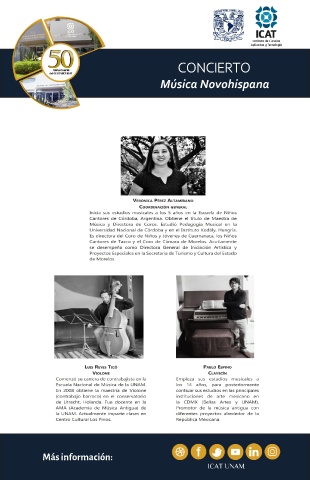 50
ICAT
Instituto de Ciencias
Aplicadas y Tecnología
CONCIERTO
Música Novohispana
Verónica Pérez Altamirano
Coordinación general
Inicia sus estudios musicales a los 5 años en la Escuela de Niños
Cantores de Córdoba, Argentina. Obtiene el título de Maestra de
Música y Directora de Coros. Estudió Pedagogía Musical en la
Universidad Nacional de Córdoba y en el Instituto Kodály, Hungría.
Es directora del Coro de Niños y Jóvenes de Cuernavaca, los Niños
Cantores de Taxco y el Coro de Cámara de Morelos. Actualmente
se desempeña como Directora General de Iniciación Artística y
Proyectos Especiales en la Secretaría de Turismo y Cultura del Estado
de Morelos
Luis Reyes Tico
Violone
Comenzó su carrera de contrabajista en la
Escuela Nacional de Música de la UNAM.
En 2000 obtiene la maestría de Violone
(contrabajo barroco) en el conservatorio
de Utrecht, Holanda. Fue docente en la
AMA (Academia de Música Antigua) de
la UNAM. Actualmente imparte clases en
Centro Cultural Los Pinos
Pablo Espino
Clavecín
Empieza sus estudios musicales a
los 14 años, para posteriormente
continuar sus estudios en las principales
instituciones de arte mexicano en
la CDMX (Bellas Artes y UNAM).
Promotor de la música antigua con
diferentes proyectos alrededor de la
República Mexicana
Más información:
ICAT UNAM